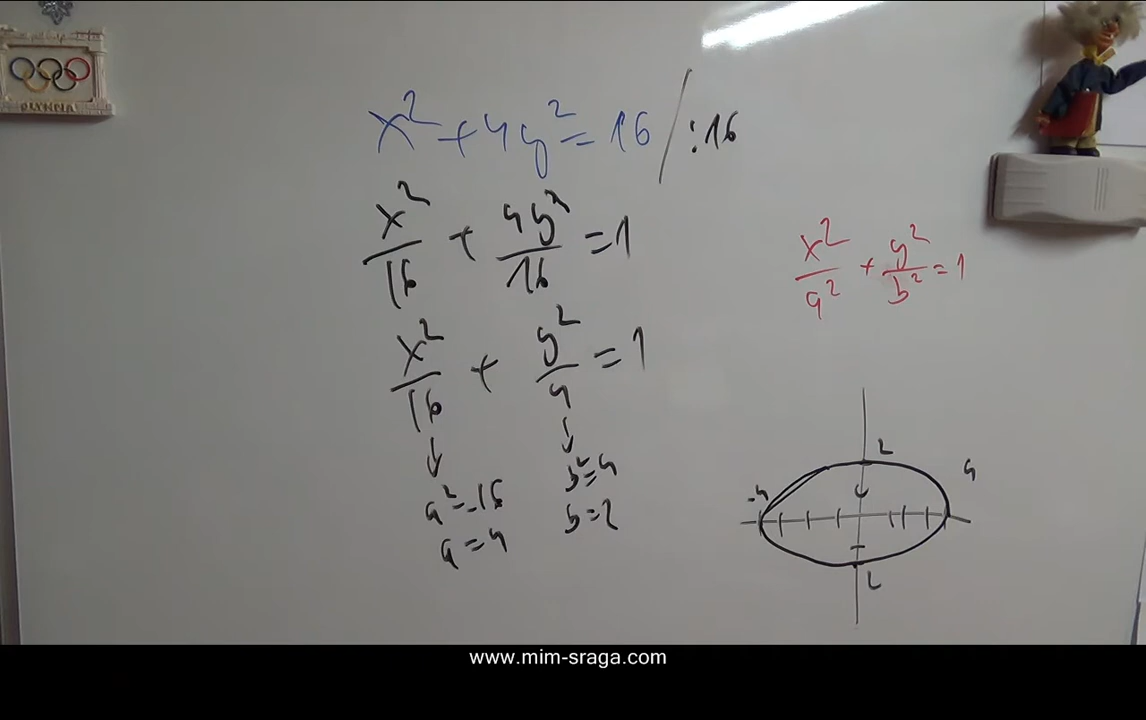 OLYMPIA
x² + 4y² = 16 / :16
x²/16 + 4y²/16 = 1
x²/a² + y²/b² = 1
x²/16 + y²/4 = 1
↓ ↓
a² = 16 b² = 4
a = 4 b = 2
2
-4 4
2
www.mim-sraga.com